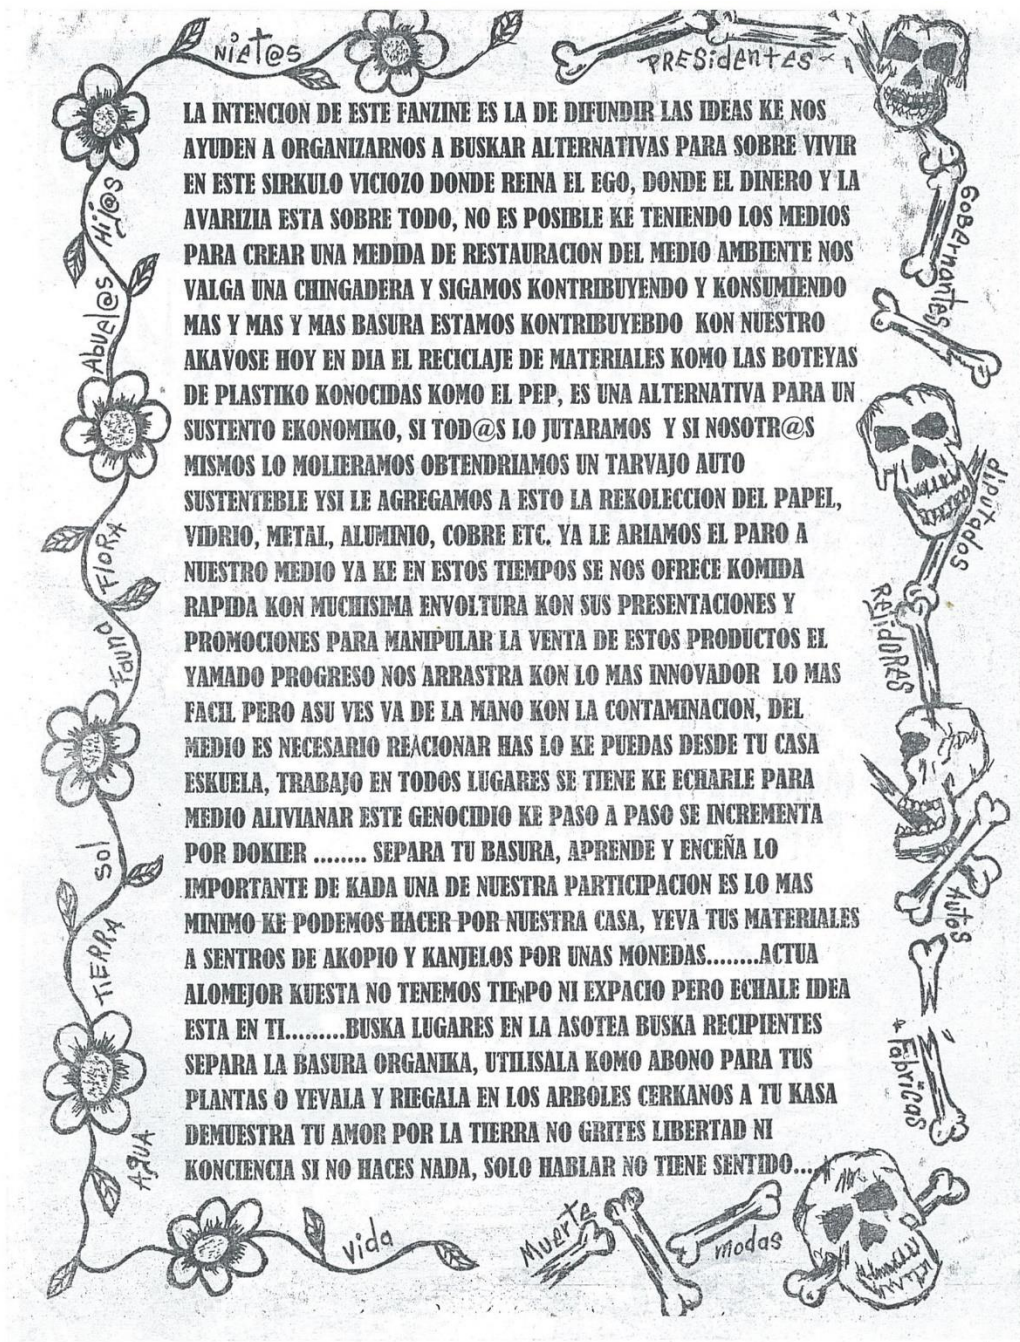 NIET@S
PRESIDENTES
LA INTENCION DE ESTE FANZINE ES LA DE DIFUNDIR LAS IDEAS KE NOS
AYUDEN A ORGANIZARNOS A BUSKAR ALTERNATIVAS PARA SOBRE VIVIR
EN ESTE SIRKULO VICIOZO DONDE REINA EL EGO, DONDE EL DINERO Y LA
AVARIZIA ESTA SOBRE TODO, NO ES POSIBLE KE TENIENDO LOS MEDIOS
PARA CREAR UNA MEDIDA DE RESTAURACION DEL MEDIO AMBIENTE NOS
VALGA UNA CHINGADERA Y SIGAMOS KONTRIBUYENDO Y KONSUMIENDO
MAS Y MAS Y MAS BASURA ESTAMOS KONTRIBUYEBDO KON NUESTRO
AKAVOSE HOY EN DIA EL RECICLAJE DE MATERIALES KOMO LAS BOTEYAS
DE PLASTIKO KONOCIDAS KOMO EL PEP, ES UNA ALTERNATIVA PARA UN
SUSTENTO EKONOMIKO, SI TOD@S LO JUTARAMOS Y SI NOSOTR@S
MISMOS LO MOLIERAMOS OBTENDRIAMOS UN TARVAJO AUTO
SUSTENTEBLE YSI LE AGREGAMOS A ESTO LA REKOLECCION DEL PAPEL,
VIDRIO, METAL, ALUMINIO, COBRE ETC. YA LE ARIAMOS EL PARO A
NUESTRO MEDIO YA KE EN ESTOS TIEMPOS SE NOS OFRECE KOMIDA
RAPIDA KON MUCHISIMA ENVOLTURA KON SUS PRESENTACIONES Y
PROMOCIONES PARA MANIPULAR LA VENTA DE ESTOS PRODUCTOS EL
YAMADO PROGRESO NOS ARRASTRA KON LO MAS INNOVADOR LO MAS
FACIL PERO ASU VES VA DE LA MANO KON LA CONTAMINACION, DEL
MEDIO ES NECESARIO REACIONAR HAS LO KE PUEDAS DESDE TU CASA
ESKUELA, TRABAJO EN TODOS LUGARES SE TIENE KE ECHARLE PARA
MEDIO ALIVIANAR ESTE GENOCIDIO KE PASO A PASO SE INCREMENTA
POR DOKIER ........ SEPARA TU BASURA, APRENDE Y ENCEÑA LO
IMPORTANTE DE KADA UNA DE NUESTRA PARTICIPACION ES LO MAS
MINIMO KE PODEMOS HACER POR NUESTRA CASA, YEVA TUS MATERIALES
A SENTROS DE AKOPIO Y KANJELOS POR UNAS MONEDAS........ACTUA
ALOMEJOR KUESTA NO TENEMOS TIENPO NI EXPACIO PERO ECHALE IDEA
ESTA EN TI.........BUSKA LUGARES EN LA ASOTEA BUSKA RECIPIENTES
SEPARA LA BASURA ORGANIKA, UTILISALA KOMO ABONO PARA TUS
PLANTAS O YEVALA Y RIEGALA EN LOS ARBOLES CERKANOS A TU KASA
DEMUESTRA TU AMOR POR LA TIERRA NO GRITES LIBERTAD NI
KONCIENCIA SI NO HACES NADA, SOLO HABLAR NO TIENE SENTIDO....
Hij@s
Abuel@s
FlORA
Fauna
Sol
TIERRA
AgUA
vida
GOBErnantes
diputados
REJIDORES
Autos
Fabricas
Muerte
modas